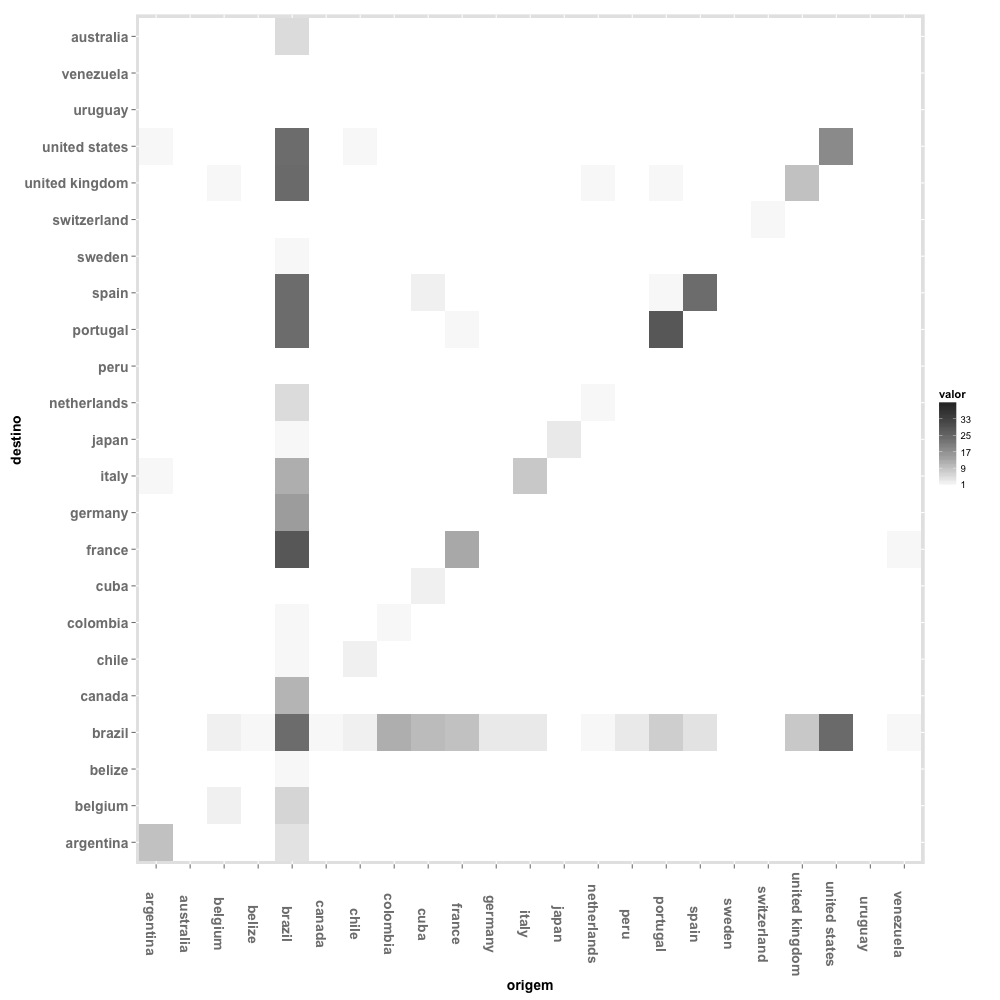 australia
venezuela
uruguay
united states
united kingdom
switzerland
sweden
spain
portugal
peru
netherlands
japan
italy
germany
france
cuba
colombia
chile
canada
brazil
belize
belgium
argentina
destino
valor
33
25
17
9
1
argentina
australia
belgium
belize
brazil
canada
chile
colombia
cuba
france
germany
italy
japan
netherlands
peru
portugal
spain
sweden
switzerland
united kingdom
united states
uruguay
venezuela
origem